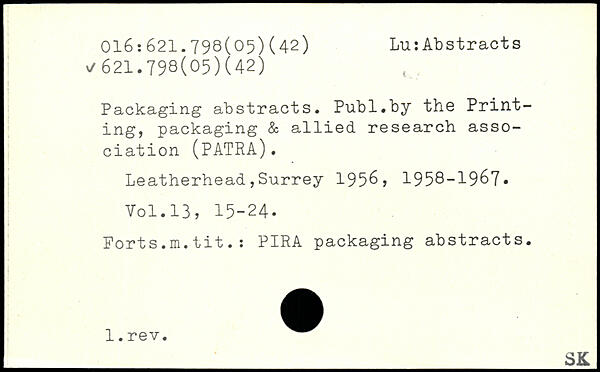 016:621.798(05)(42) Lu:Abstracts
✓ 621.798(05)(42)
Packaging abstracts. Publ.by the Print-
ing, packaging & allied research asso-
ciation (PATRA).
Leatherhead,Surrey 1956, 1958-1967.
Vol.13, 15-24.
Forts.m.tit.: PIRA packaging abstracts.
1.rev.
SK